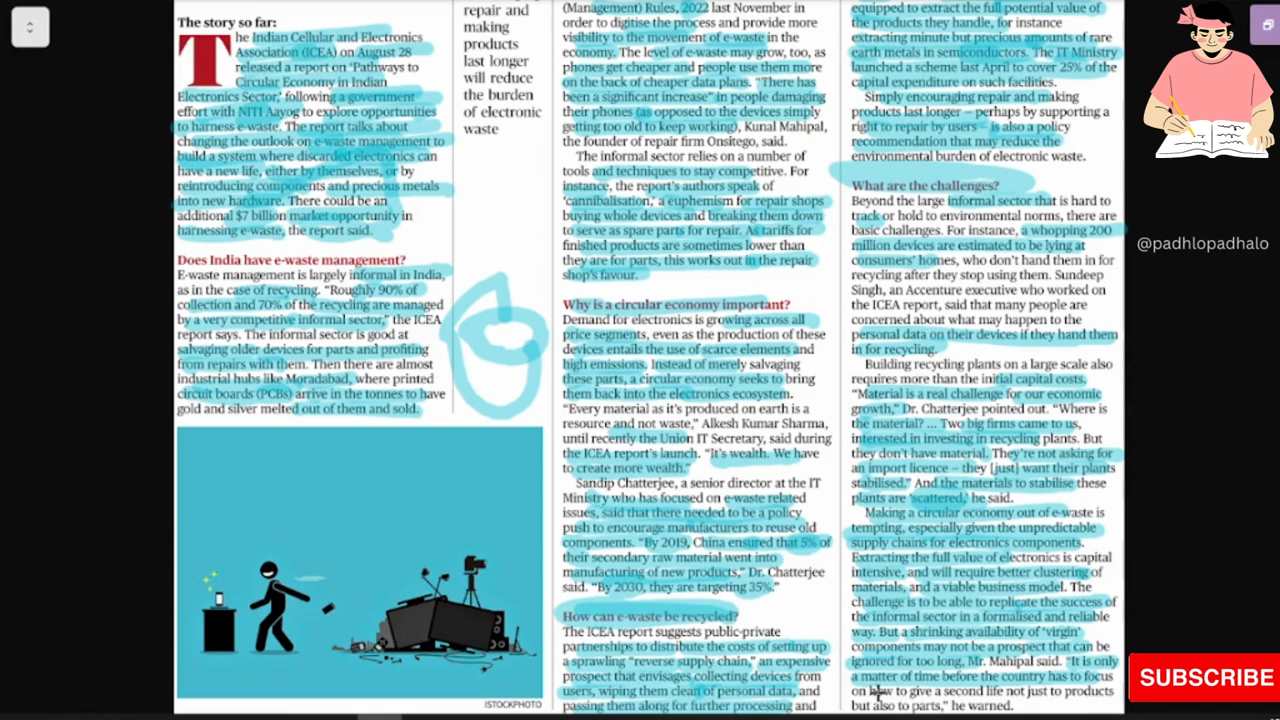 The story so far:
The Indian Cellular and Electronics
Association (ICEA) on August 28
released a report on 'Pathways to
Circular Economy in Indian
Electronics Sector,' following a government
effort with NITI Aayog to explore opportunities
to harness e-waste. The report talks about
changing the outlook on e-waste management to
build a system where discarded electronics can
have a new life, either by themselves, or by
reintroducing components and precious metals
into new hardware. There could be an
additional $7 billion market opportunity in
harnessing e-waste, the report said.
Does India have e-waste management?
E-waste management is largely informal in India,
as in the case of recycling. “Roughly 90% of
collection and 70% of the recycling are managed
by a very competitive informal sector,” the ICEA
report says. The informal sector is good at
salvaging older devices for parts and profiting
from repairs with them. Then there are almost
industrial hubs like Moradabad, where printed
circuit boards (PCBs) arrive in the tonnes to have
gold and silver melted out of them and sold.
ISTOCKPHOTO
repair and
making
products
last longer
will reduce
the burden
of electronic
waste
(Management) Rules, 2022 last November in
order to digitise the process and provide more
visibility to the movement of e-waste in the
economy. The level of e-waste may grow, too, as
phones get cheaper and people use them more
on the back of cheaper data plans. “There has
been a significant increase” in people damaging
their phones (as opposed to the devices simply
getting too old to keep working), Kunal Mahipal,
the founder of repair firm Onsitego, said.
The informal sector relies on a number of
tools and techniques to stay competitive. For
instance, the report's authors speak of
‘cannibalisation,’ a euphemism for repair shops
buying whole devices and breaking them down
to serve as spare parts for repair. As tariffs for
finished products are sometimes lower than
they are for parts, this works out in the repair
shop's favour.
Why is a circular economy important?
Demand for electronics is growing across all
price segments, even as the production of these
devices entails the use of scarce elements and
high emissions. Instead of merely salvaging
these parts, a circular economy seeks to bring
them back into the electronics ecosystem.
“Every material as it's produced on earth is a
resource and not waste,” Alkesh Kumar Sharma,
until recently the Union IT Secretary, said during
the ICEA report's launch. “It's wealth. We have
to create more wealth.”
Sandip Chatterjee, a senior director at the IT
Ministry who has focused on e-waste related
issues, said that there needed to be a policy
push to encourage manufacturers to reuse old
components. “By 2019, China ensured that 5% of
their secondary raw material went into
manufacturing of new products,” Dr. Chatterjee
said. “By 2030, they are targeting 35%.”
How can e-waste be recycled?
The ICEA report suggests public-private
partnerships to distribute the costs of setting up
a sprawling “reverse supply chain,” an expensive
prospect that envisages collecting devices from
users, wiping them clean of personal data, and
passing them along for further processing and
equipped to extract the full potential value of
the products they handle, for instance
extracting minute but precious amounts of rare
earth metals in semiconductors. The IT Ministry
launched a scheme last April to cover 25% of the
capital expenditure on such facilities.
Simply encouraging repair and making
products last longer – perhaps by supporting a
right to repair by users – is also a policy
recommendation that may reduce the
environmental burden of electronic waste.
What are the challenges?
Beyond the large informal sector that is hard to
track or hold to environmental norms, there are
basic challenges. For instance, a whopping 200
million devices are estimated to be lying at
consumers' homes, who don't hand them in for
recycling after they stop using them. Sundeep
Singh, an Accenture executive who worked on
the ICEA report, said that many people are
concerned about what may happen to the
personal data on their devices if they hand them
in for recycling.
Building recycling plants on a large scale also
requires more than the initial capital costs.
“Material is a real challenge for our economic
growth,” Dr. Chatterjee pointed out. “Where is
the material? ... Two big firms came to us,
interested in investing in recycling plants. But
they don't have material. They're not asking for
an import licence – they [just] want their plants
stabilised.” And the materials to stabilise these
plants are ‘scattered,’ he said.
Making a circular economy out of e-waste is
tempting, especially given the unpredictable
supply chains for electronics components.
Extracting the full value of electronics is capital
intensive, and will require better clustering of
materials, and a viable business model. The
challenge is to be able to replicate the success of
the informal sector in a formalised and reliable
way. But a shrinking availability of ‘virgin’
components may not be a prospect that can be
ignored for too long, Mr. Mahipal said. “It is only
a matter of time before the country has to focus
on how to give a second life not just to products
but also to parts,” he warned.
@padhlopadhalo
SUBSCRIBE